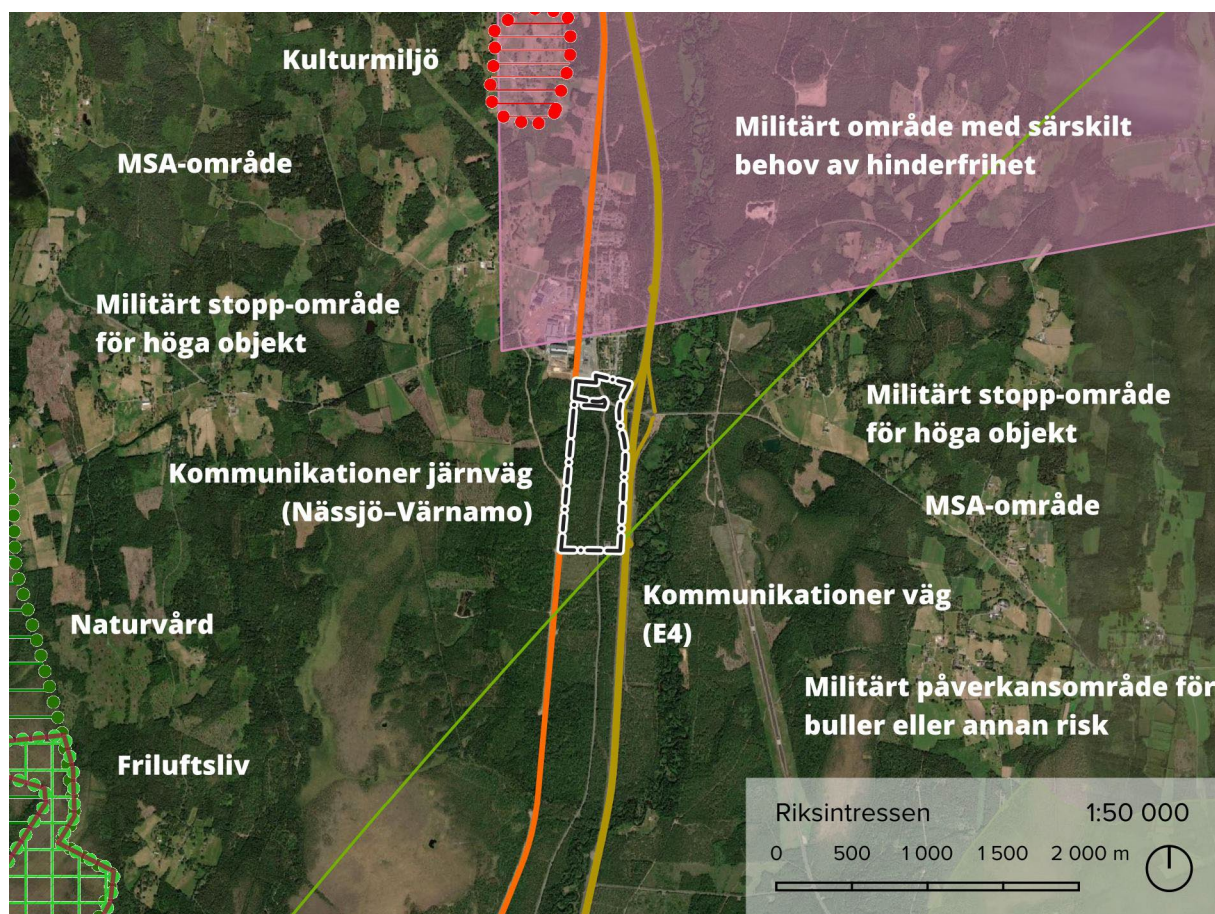 Kulturmiljö
MSA-område
Militärt område med särskilt
behov av hinderfrihet
Militärt stopp-område
för höga objekt
Militärt stopp-område
för höga objekt
Kommunikationer järnväg
(Nässjö–Värnamo)
MSA-område
Kommunikationer väg
(E4)
Naturvård
Militärt påverkansområde för
buller eller annan risk
Friluftsliv
Riksintressen
1:50 000
0 500 1 000 1 500 2 000 m